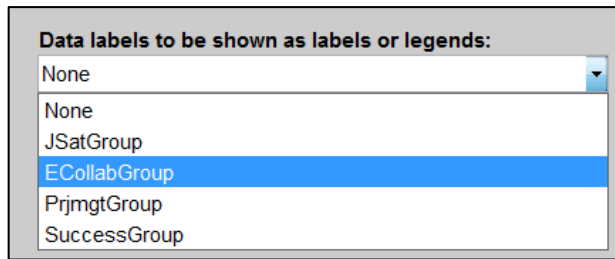 Data labels to be shown as labels or legends:
None
None
JSatGroup
ECollabGroup
PrjmgtGroup
SuccessGroup